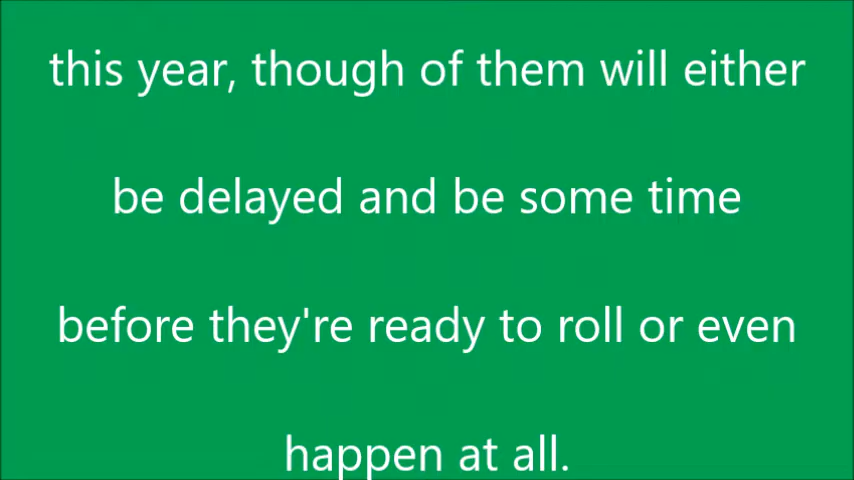 this year, though of them will either
be delayed and be some time
before they're ready to roll or even
happen at all.